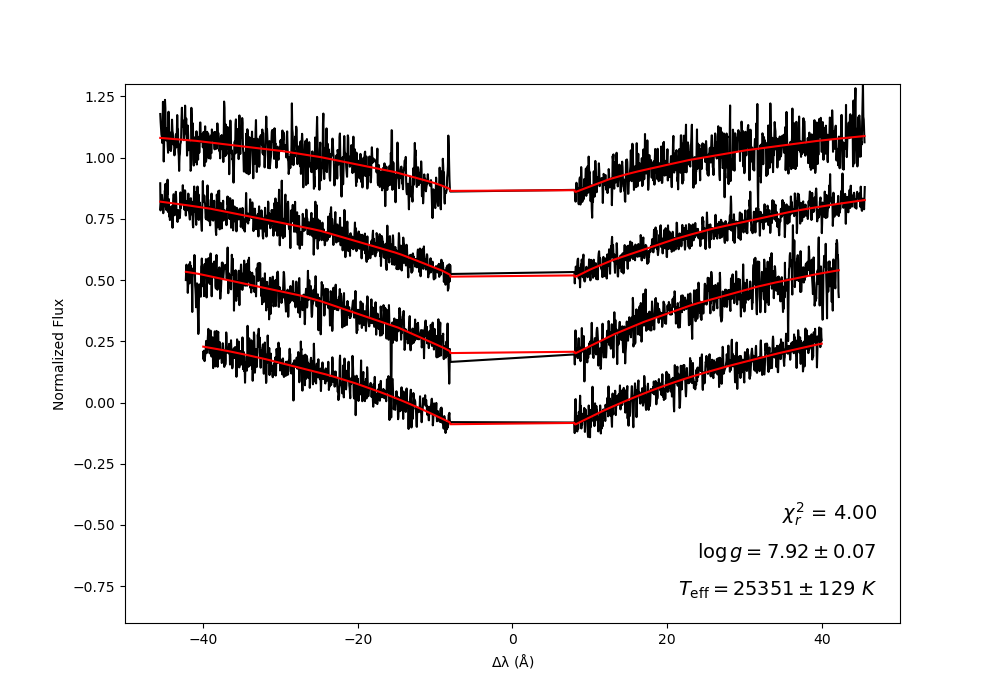 1.25
1.00
0.75
0.50
0.25
0.00
−0.25
−0.50
−0.75
Normalized Flux
χ²ᵣ = 4.00
log g = 7.92 ± 0.07
T_eff = 25351 ± 129 K
−40
−20
0
20
40
Δλ (Å)